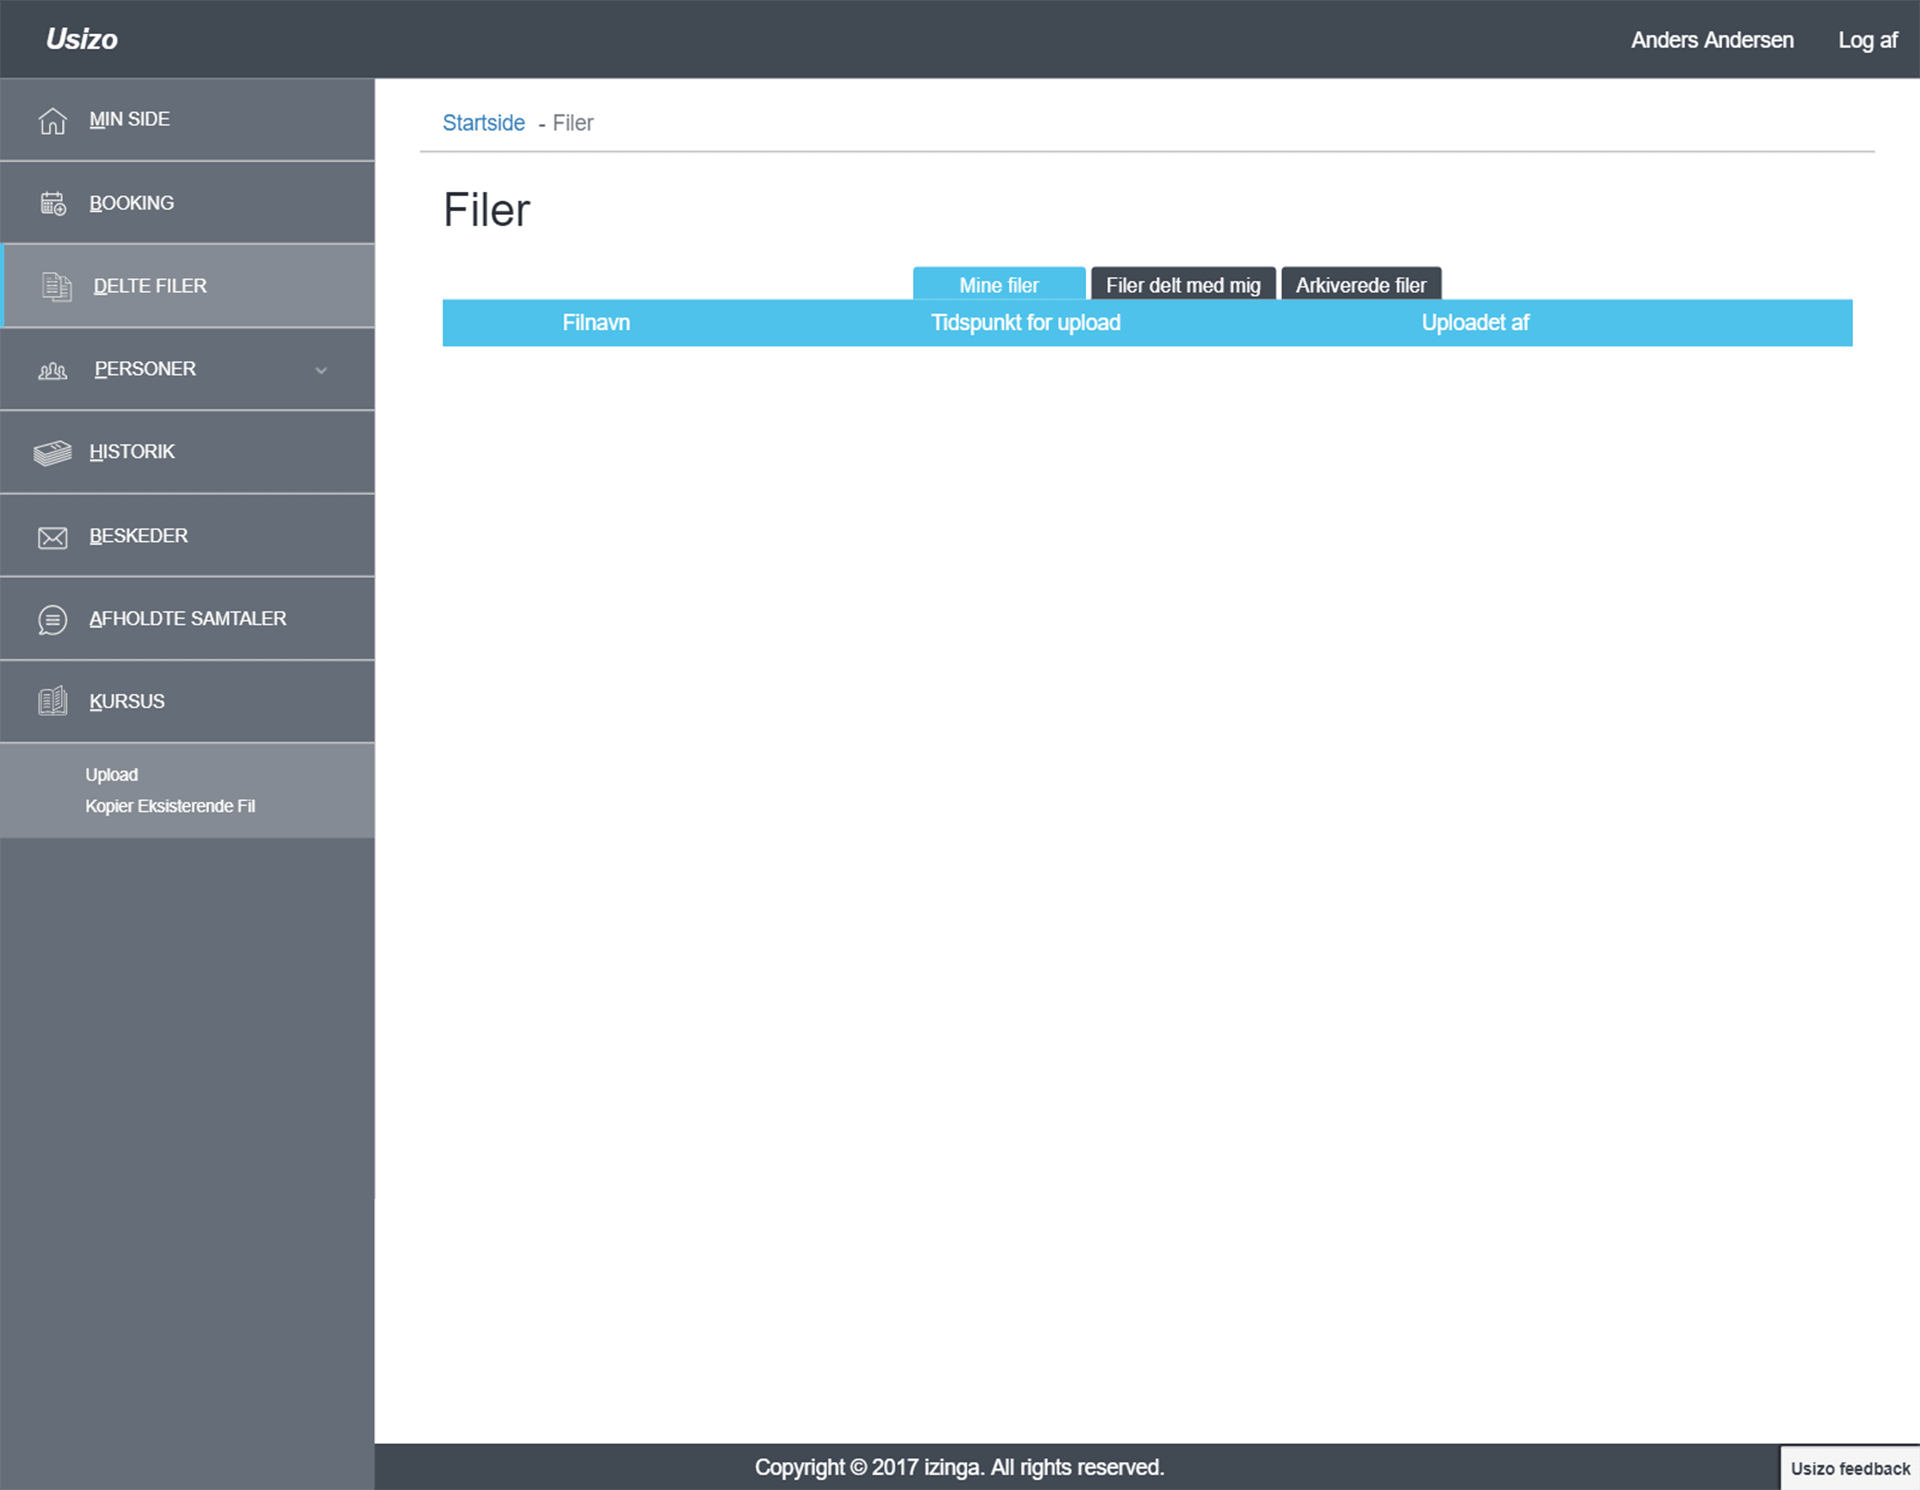 Usizo
Anders Andersen
Log af
MIN SIDE
BOOKING
DELTE FILER
PERSONER
HISTORIK
BESKEDER
AFHOLDTE SAMTALER
KURSUS
Upload
Kopier Eksisterende Fil
Startside - Filer
Filer
Mine filer
Filer delt med mig
Arkiverede filer
Filnavn
Tidspunkt for upload
Uploadet af
Copyright © 2017 izinga. All rights reserved.
Usizo feedback